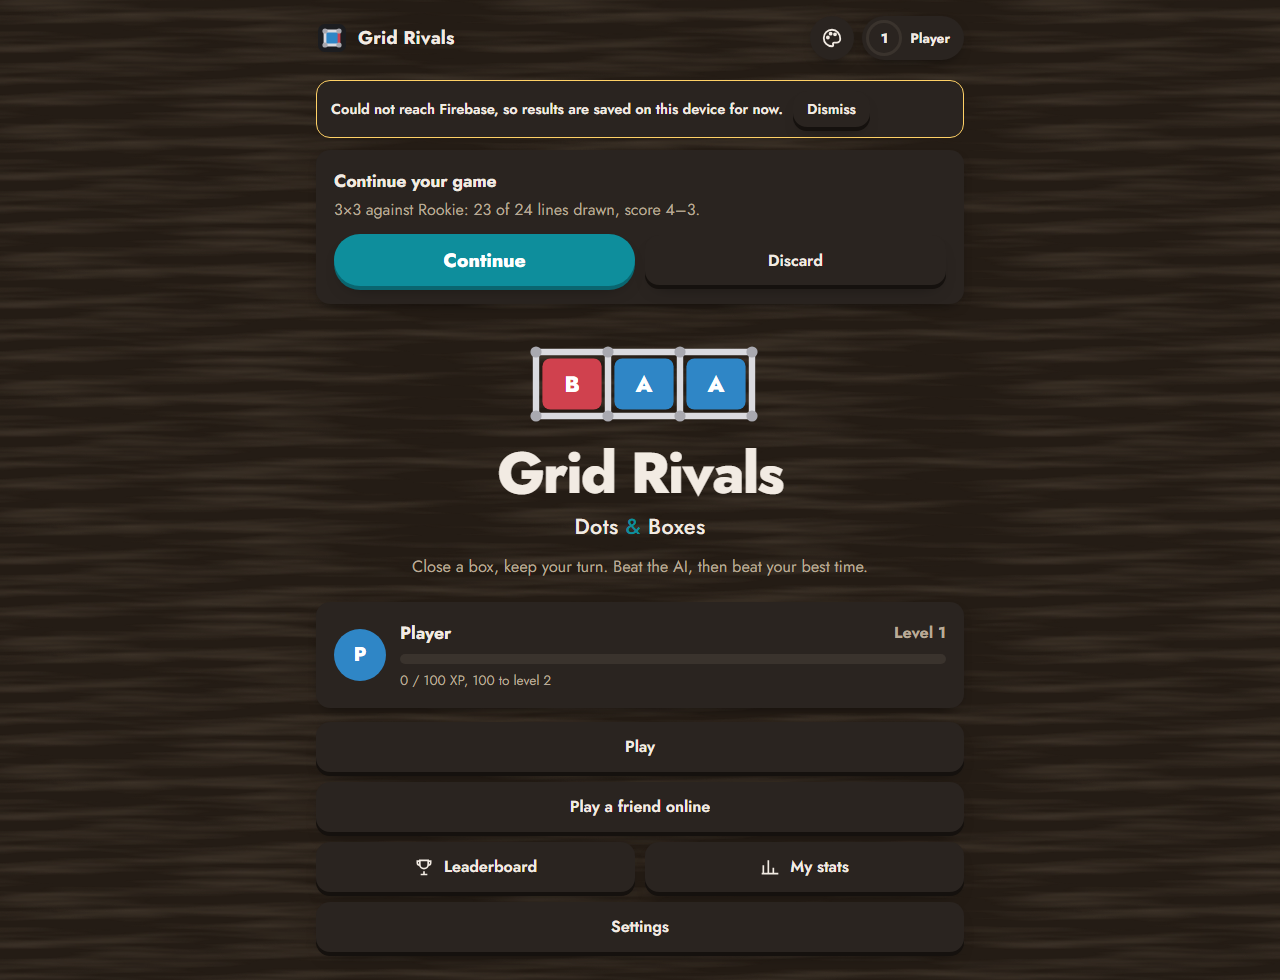 Grid Rivals
1 Player
Could not reach Firebase, so results are saved on this device for now. Dismiss
Continue your game
3×3 against Rookie: 23 of 24 lines drawn, score 4–3.
Continue Discard
B A A
Grid Rivals
Dots & Boxes
Close a box, keep your turn. Beat the AI, then beat your best time.
P
Player Level 1
0 / 100 XP, 100 to level 2
Play
Play a friend online
Leaderboard My stats
Settings